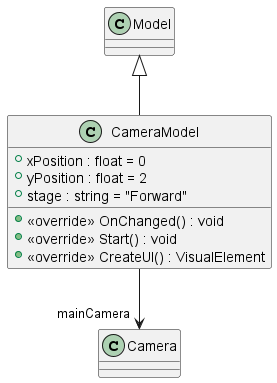 C Model
C CameraModel
xPosition : float = 0
yPosition : float = 2
stage : string = "Forward"
«override» OnChanged() : void
«override» Start() : void
«override» CreateUI() : VisualElement
mainCamera
C Camera